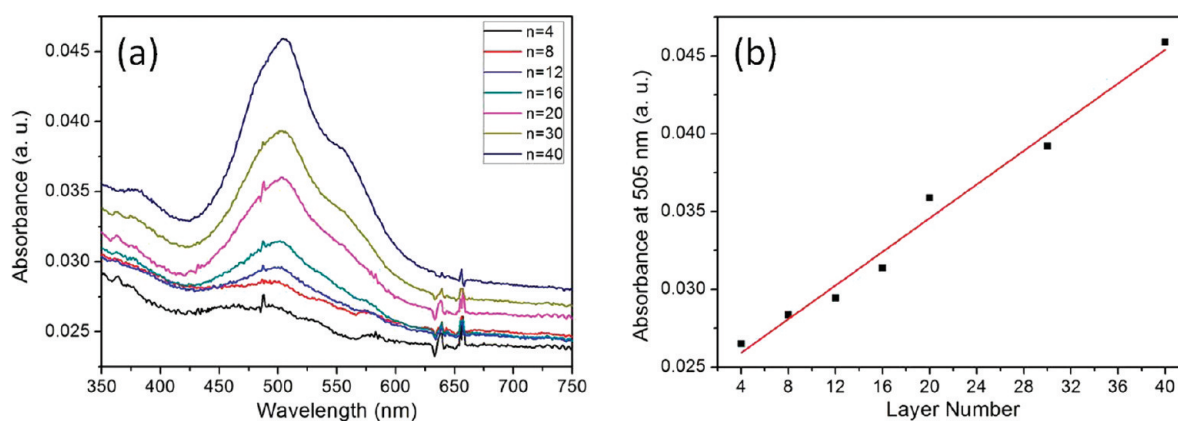 (a)
n=4
n=8
n=12
n=16
n=20
n=30
n=40
Absorbance (a. u.)
0.045
0.040
0.035
0.030
0.025
350 400 450 500 550 600 650 700 750
Wavelength (nm)
(b)
Absorbance at 505 nm (a. u.)
0.045
0.040
0.035
0.030
0.025
4 8 12 16 20 24 28 32 36 40
Layer Number